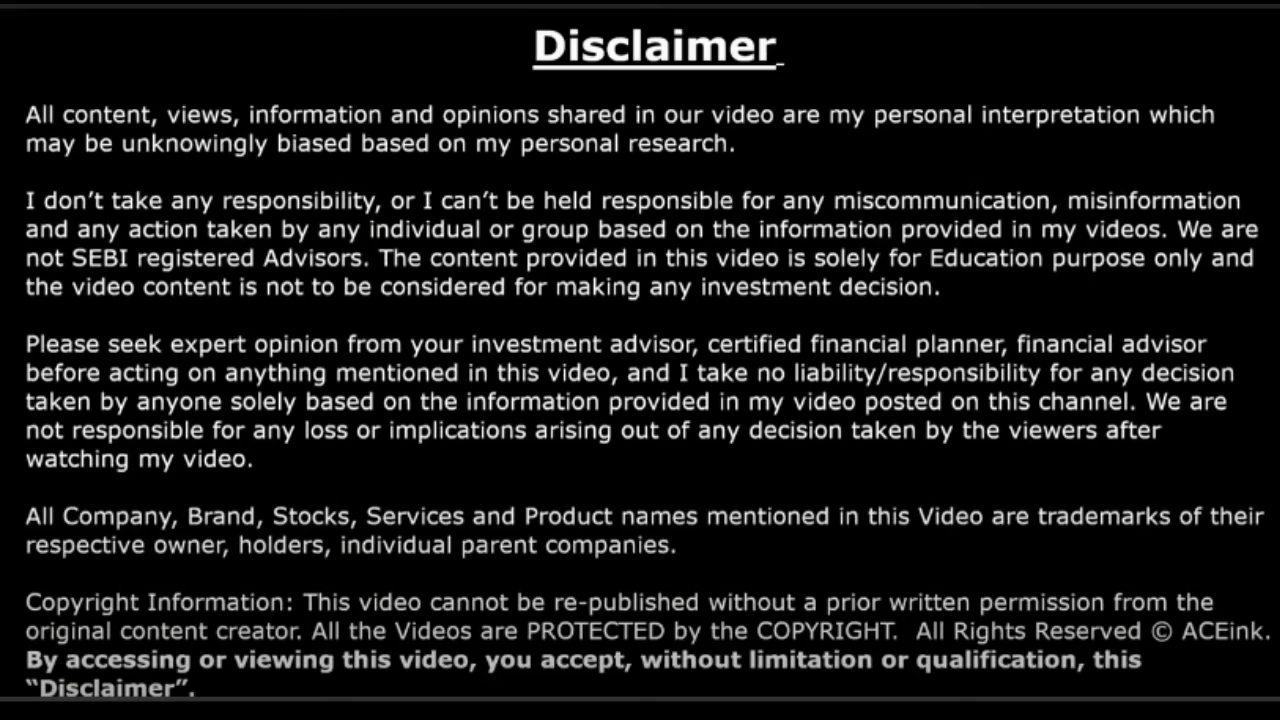 Disclaimer
All content, views, information and opinions shared in our video are my personal interpretation which
may be unknowingly biased based on my personal research.
I don’t take any responsibility, or I can’t be held responsible for any miscommunication, misinformation
and any action taken by any individual or group based on the information provided in my videos. We are
not SEBI registered Advisors. The content provided in this video is solely for Education purpose only and
the video content is not to be considered for making any investment decision.
Please seek expert opinion from your investment advisor, certified financial planner, financial advisor
before acting on anything mentioned in this video, and I take no liability/responsibility for any decision
taken by anyone solely based on the information provided in my video posted on this channel. We are
not responsible for any loss or implications arising out of any decision taken by the viewers after
watching my video.
All Company, Brand, Stocks, Services and Product names mentioned in this Video are trademarks of their
respective owner, holders, individual parent companies.
Copyright Information: This video cannot be re-published without a prior written permission from the
original content creator. All the Videos are PROTECTED by the COPYRIGHT.  All Rights Reserved © ACEink.
By accessing or viewing this video, you accept, without limitation or qualification, this
“Disclaimer”.